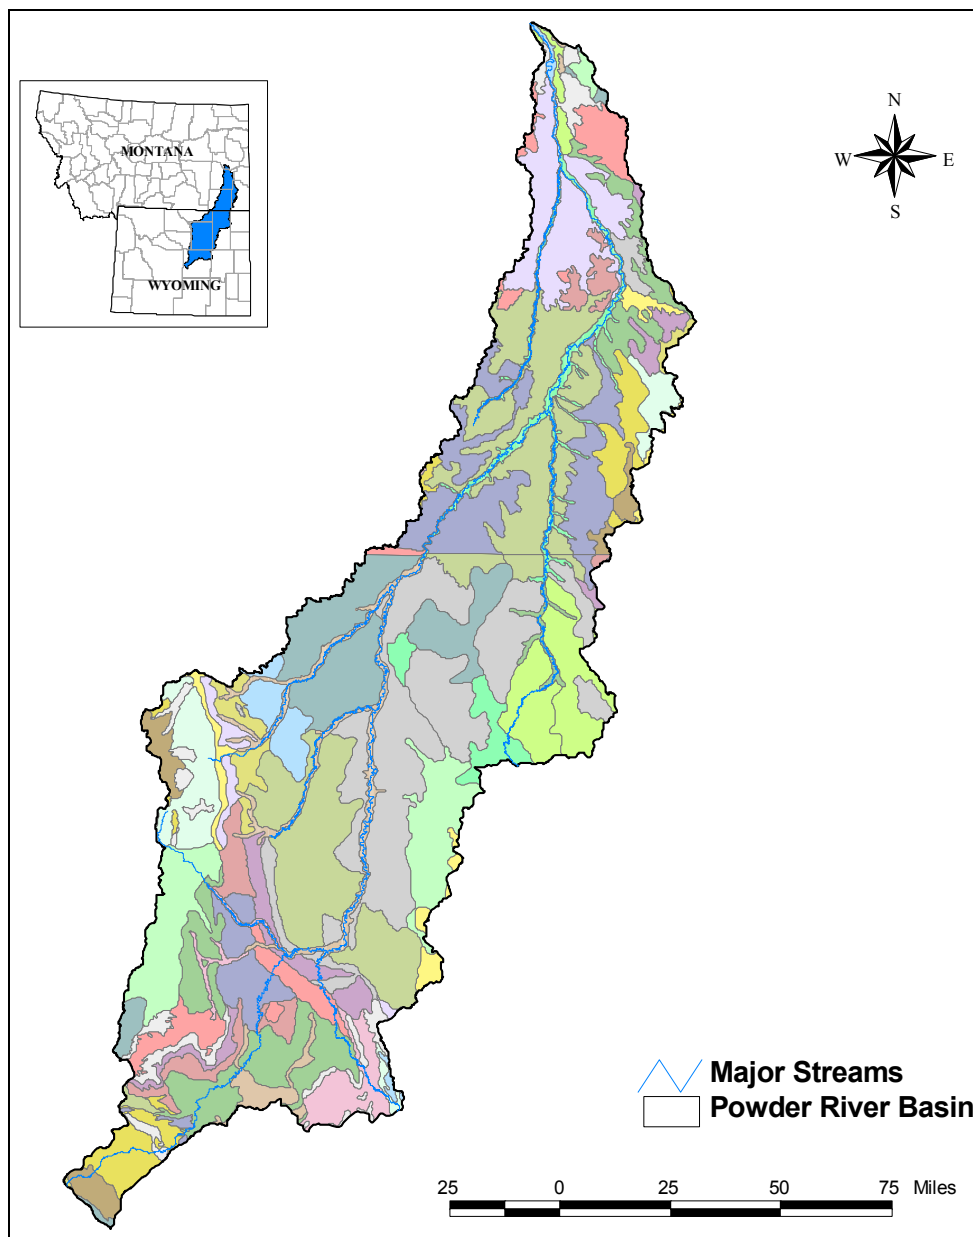 MONTANA
WYOMING
N
W E
S
Major Streams
Powder River Basin
25 0 25 50 75 Miles